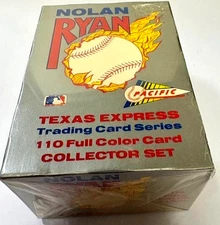 NOLAN
RYAN
PACIFIC
TEXAS EXPRESS
Trading Card Series
110 Full Color Card
COLLECTOR SET
NOLAN